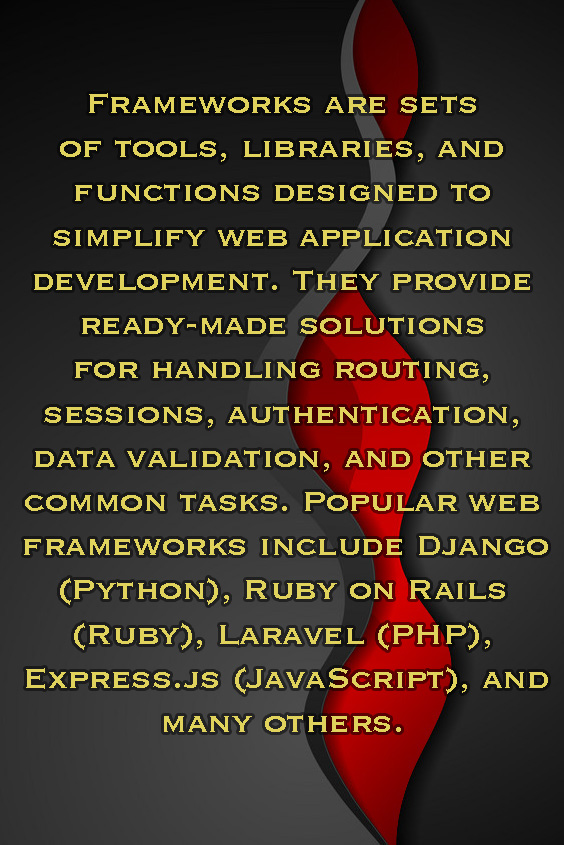 Frameworks are sets
of tools, libraries, and
functions designed to
simplify web application
development. They provide
ready-made solutions
for handling routing,
sessions, authentication,
data validation, and other
common tasks. Popular web
frameworks include Django
(Python), Ruby on Rails
(Ruby), Laravel (PHP),
Express.js (JavaScript), and
many others.